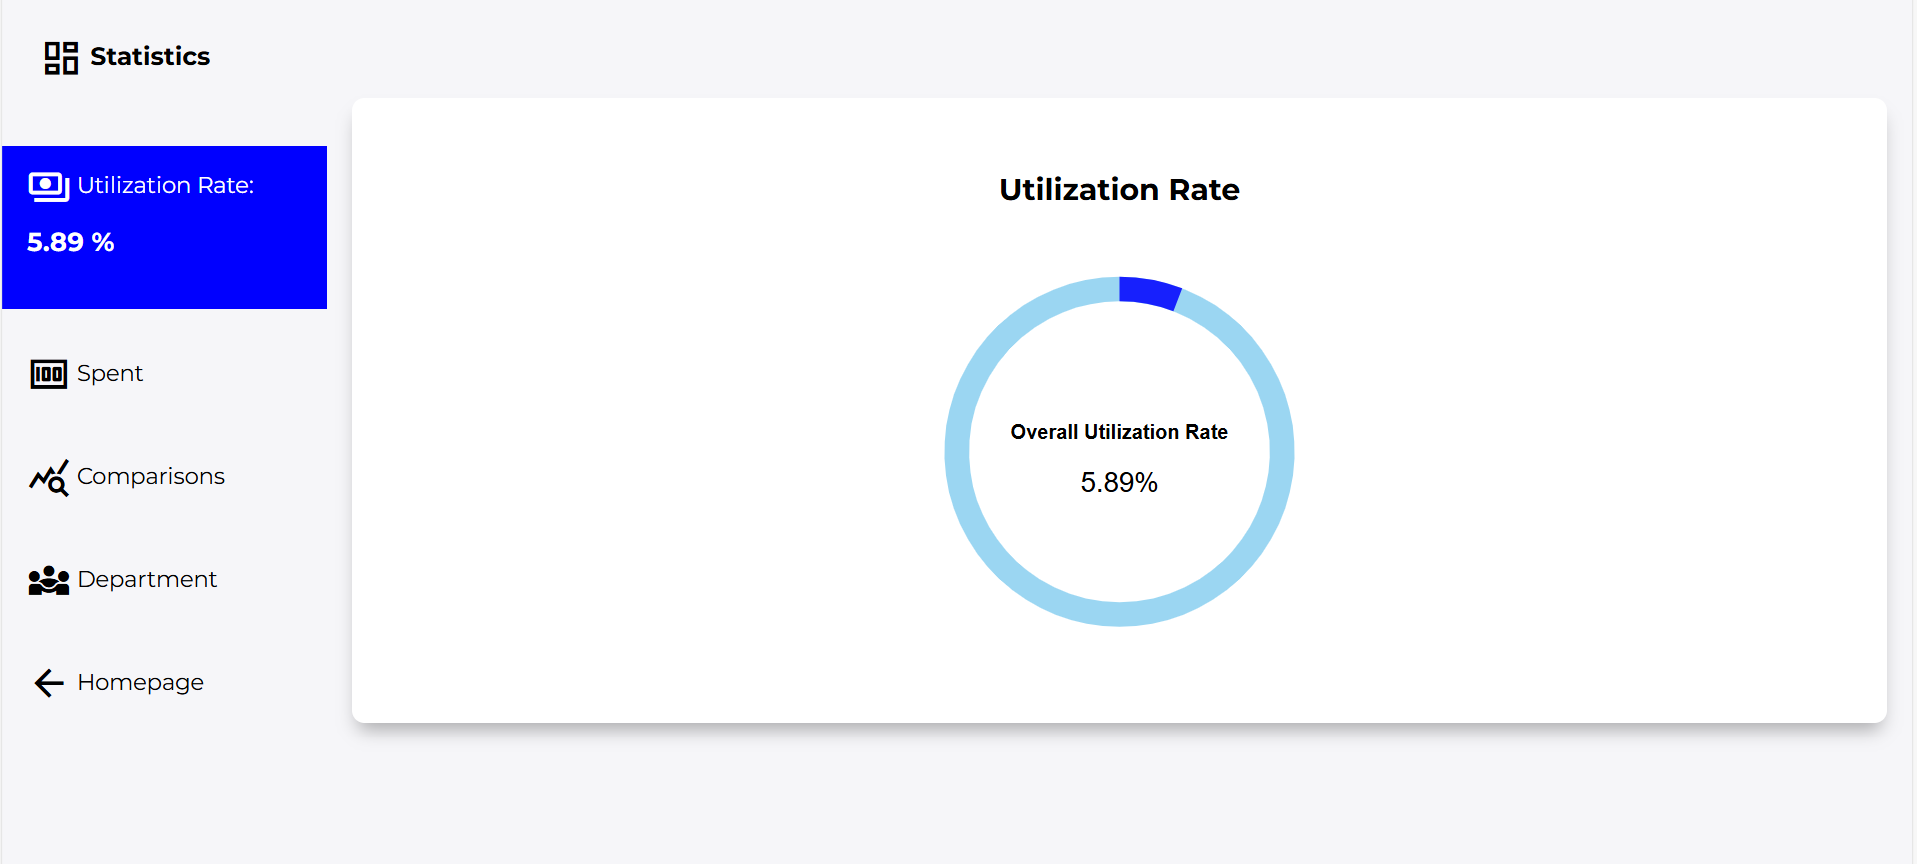 Statistics
Utilization Rate:
5.89 %
Spent
Comparisons
Department
Homepage
Utilization Rate
Overall Utilization Rate
5.89%